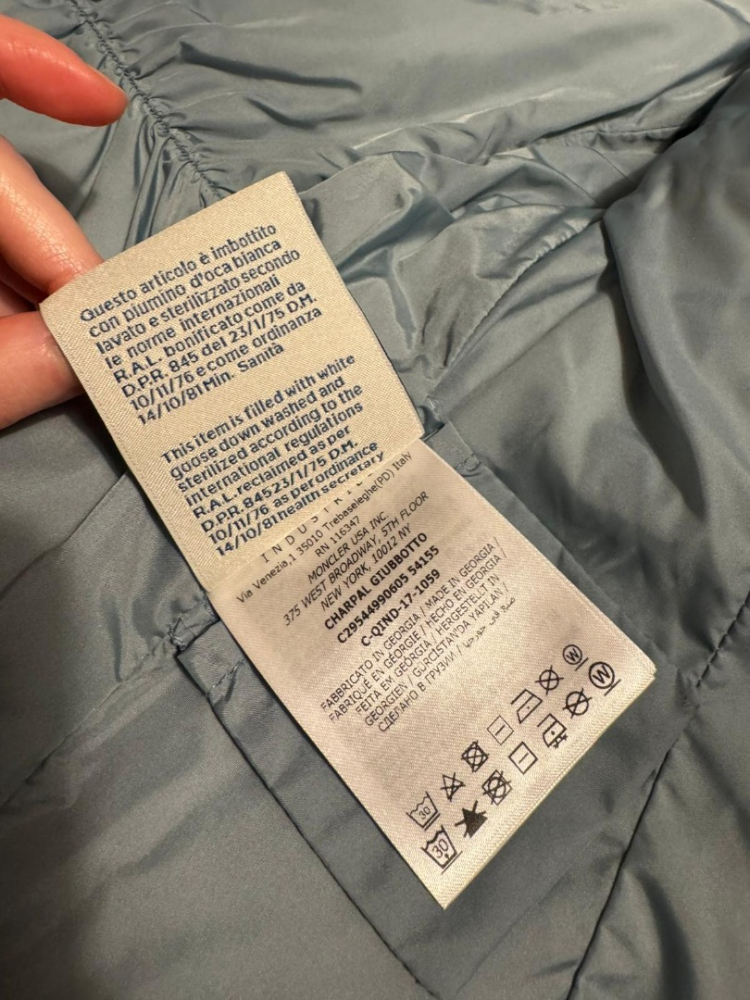 Questo articolo è imbottito
con piumino d'oca bianca
lavato e sterilizzato secondo
le norme internazionali
R.A.L. bonificato come da
D.P.R. 845 del 23/1/75 D.M.
10/11/76 e come ordinanza
14/10/81 Min. Sanità
This item is filled with white
goose down washed and
sterilized according to the
international regulations
R.A.L. reclaimed as per
D.P.R 845 23/1/75 D.M.
10/11/76 as per ordinance
14/10/81 health secretary
INDUSTRI
Via Venezia,1 35010 Trebaseleghe(PD) Italy
RN 116347
MONCLER USA INC.
375 WEST BROADWAY, 5TH FLOOR
NEW YORK, 10012 NY
CHARPAL GIUBBOTTO
C29544990605 54155
C-QIND-17-1059
FABBRICATO IN GEORGIA / MADE IN GEORGIA /
FABRIQUÉ EN GÉORGIE / HECHO EN GEORGIA /
FEITA EM GEÓRGIA / HERGESTELLT IN
GEORGIEN / GÜRCİSTAN'DA YAPILAN /
СДЕЛАНО В ГРУЗИИ / صنع في جورجيا
30 W
30 W